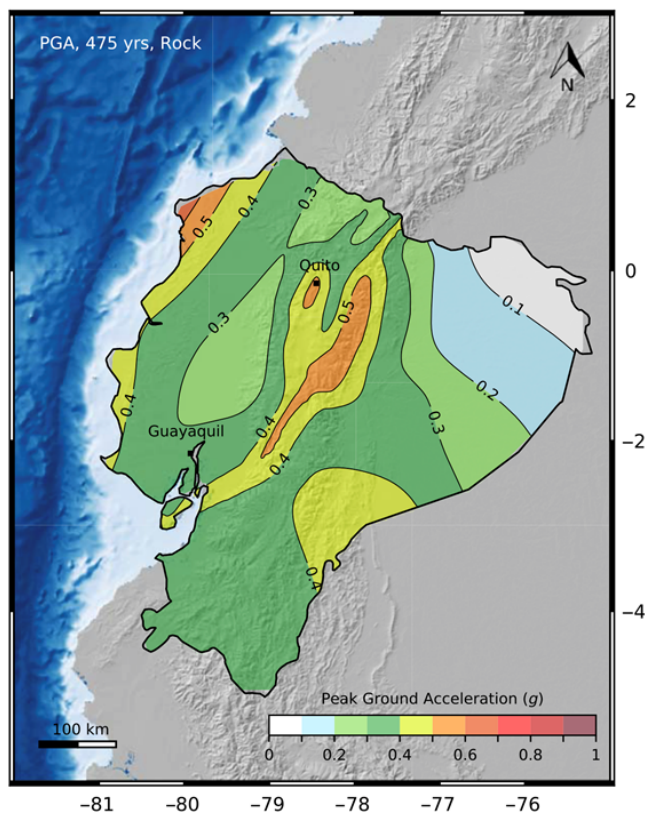 PGA, 475 yrs, Rock
N
2
0.3
0.4
0.5
Quito
0
0.1
0.5
0.3
0.2
0.4
0.4
0.3
Guayaquil
−2
0.4
0.4
−4
Peak Ground Acceleration (g)
100 km
0 0.2 0.4 0.6 0.8 1
−81 −80 −79 −78 −77 −76